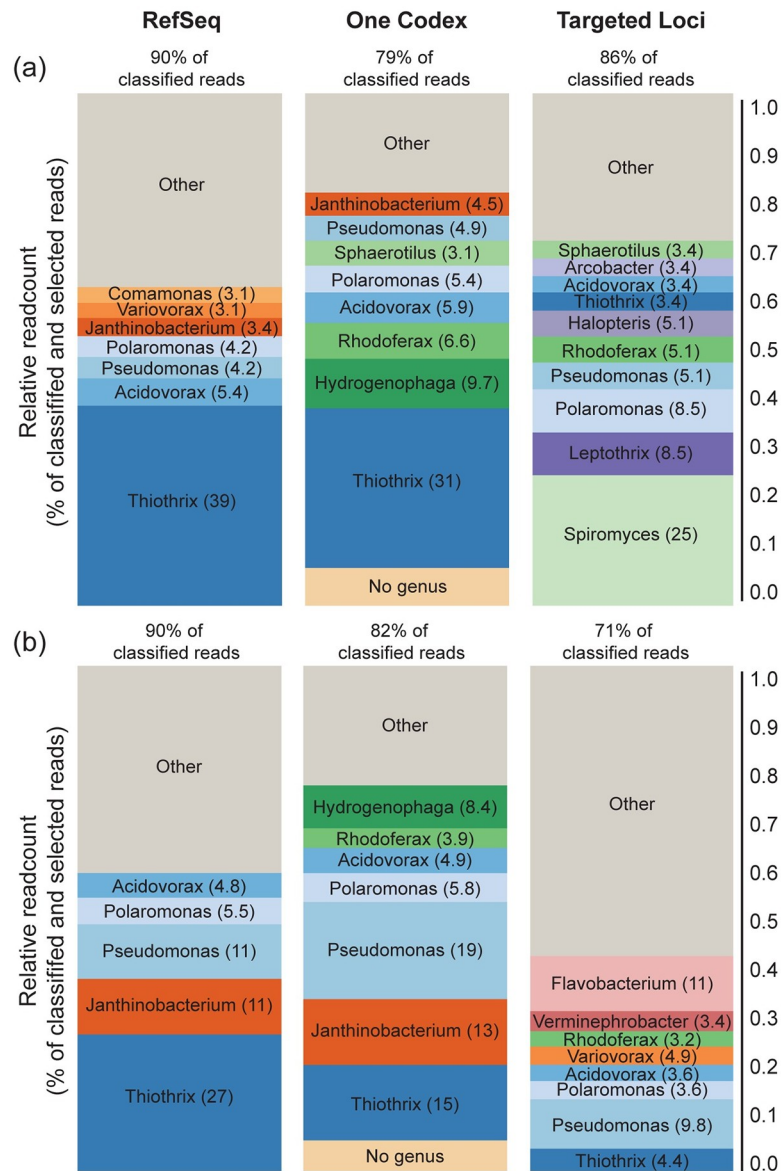 RefSeq One Codex Targeted Loci
(a)
90% of
classified reads
79% of
classified reads
86% of
classified reads
Relative readcount
(% of classififed and selected reads)
Other
Comamonas (3.1)
Variovorax (3.1)
Janthinobacterium (3.4)
Polaromonas (4.2)
Pseudomonas (4.2)
Acidovorax (5.4)
Thiothrix (39)
Other
Janthinobacterium (4.5)
Pseudomonas (4.9)
Sphaerotilus (3.1)
Polaromonas (5.4)
Acidovorax (5.9)
Rhodoferax (6.6)
Hydrogenophaga (9.7)
Thiothrix (31)
No genus
Other
Sphaerotilus (3.4)
Arcobacter (3.4)
Acidovorax (3.4)
Thiothrix (3.4)
Halopteris (5.1)
Rhodoferax (5.1)
Pseudomonas (5.1)
Polaromonas (8.5)
Leptothrix (8.5)
Spiromyces (25)
1.0
0.9
0.8
0.7
0.6
0.5
0.4
0.3
0.2
0.1
0.0
(b)
90% of
classified reads
82% of
classified reads
71% of
classified reads
Relative readcount
(% of classififed and selected reads)
Other
Acidovorax (4.8)
Polaromonas (5.5)
Pseudomonas (11)
Janthinobacterium (11)
Thiothrix (27)
Other
Hydrogenophaga (8.4)
Rhodoferax (3.9)
Acidovorax (4.9)
Polaromonas (5.8)
Pseudomonas (19)
Janthinobacterium (13)
Thiothrix (15)
No genus
Other
Flavobacterium (11)
Verminephrobacter (3.4)
Rhodoferax (3.2)
Variovorax (4.9)
Acidovorax (3.6)
Polaromonas (3.6)
Pseudomonas (9.8)
Thiothrix (4.4)
1.0
0.9
0.8
0.7
0.6
0.5
0.4
0.3
0.2
0.1
0.0